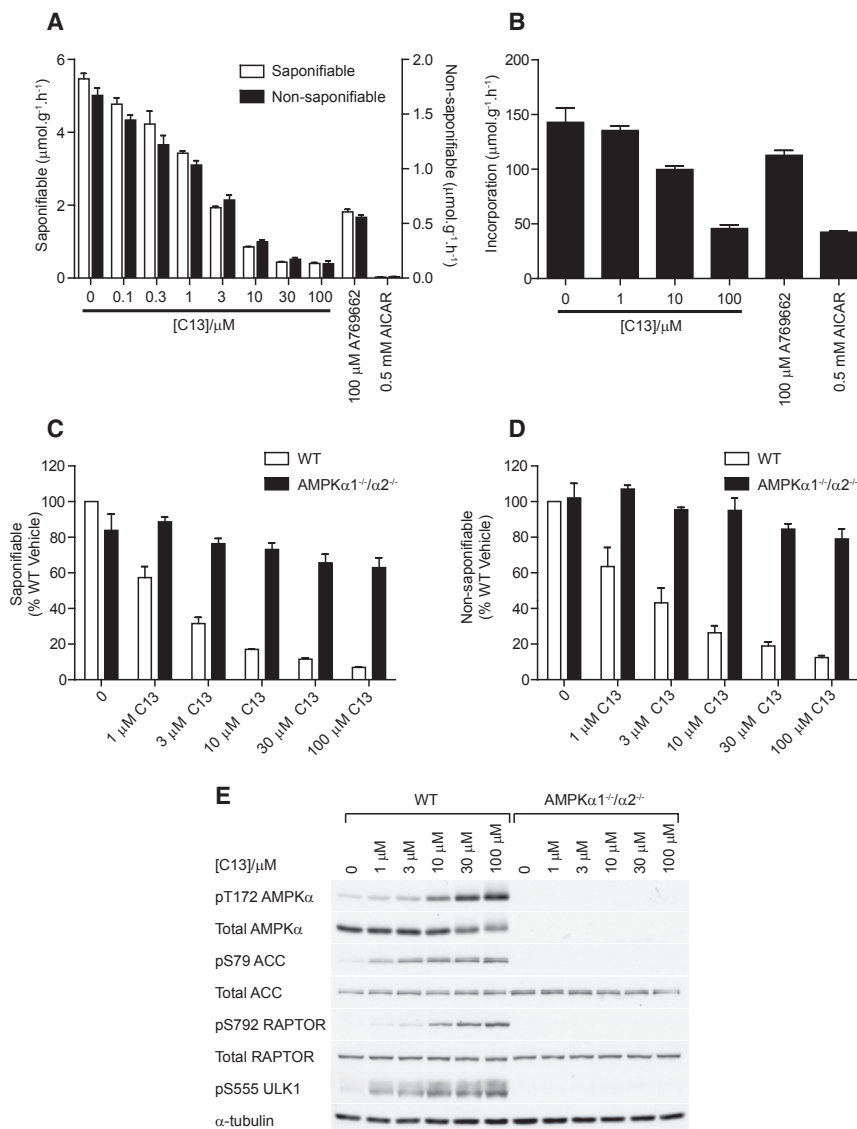 A
Saponifiable (μmol.g⁻¹.h⁻¹)
6
4
2
0
Saponifiable
Non-saponifiable
2.0
1.5
1.0
0.5
0.0
Non-saponifiable (μmol.g⁻¹.h⁻¹)
0 0.1 0.3 1 3 10 30 100
[C13]/μM
100 μM A769662
0.5 mM AICAR
B
Incorporation (μmol.g⁻¹.h⁻¹)
200
150
100
50
0
0 1 10 100
[C13]/μM
100 μM A769662
0.5 mM AICAR
C
WT
AMPKα1⁻/⁻/α2⁻/⁻
Saponifiable
(% WT Vehicle)
120
100
80
60
40
20
0
0
1 μM C13
3 μM C13
10 μM C13
30 μM C13
100 μM C13
D
WT
AMPKα1⁻/⁻/α2⁻/⁻
Non-saponifiable
(% WT Vehicle)
120
100
80
60
40
20
0
0
1 μM C13
3 μM C13
10 μM C13
30 μM C13
100 μM C13
E
WT AMPKα1⁻/⁻/α2⁻/⁻
[C13]/μM 0 1 μM 3 μM 10 μM 30 μM 100 μM 0 1 μM 3 μM 10 μM 30 μM 100 μM
pT172 AMPKα
Total AMPKα
pS79 ACC
Total ACC
pS792 RAPTOR
Total RAPTOR
pS555 ULK1
α-tubulin